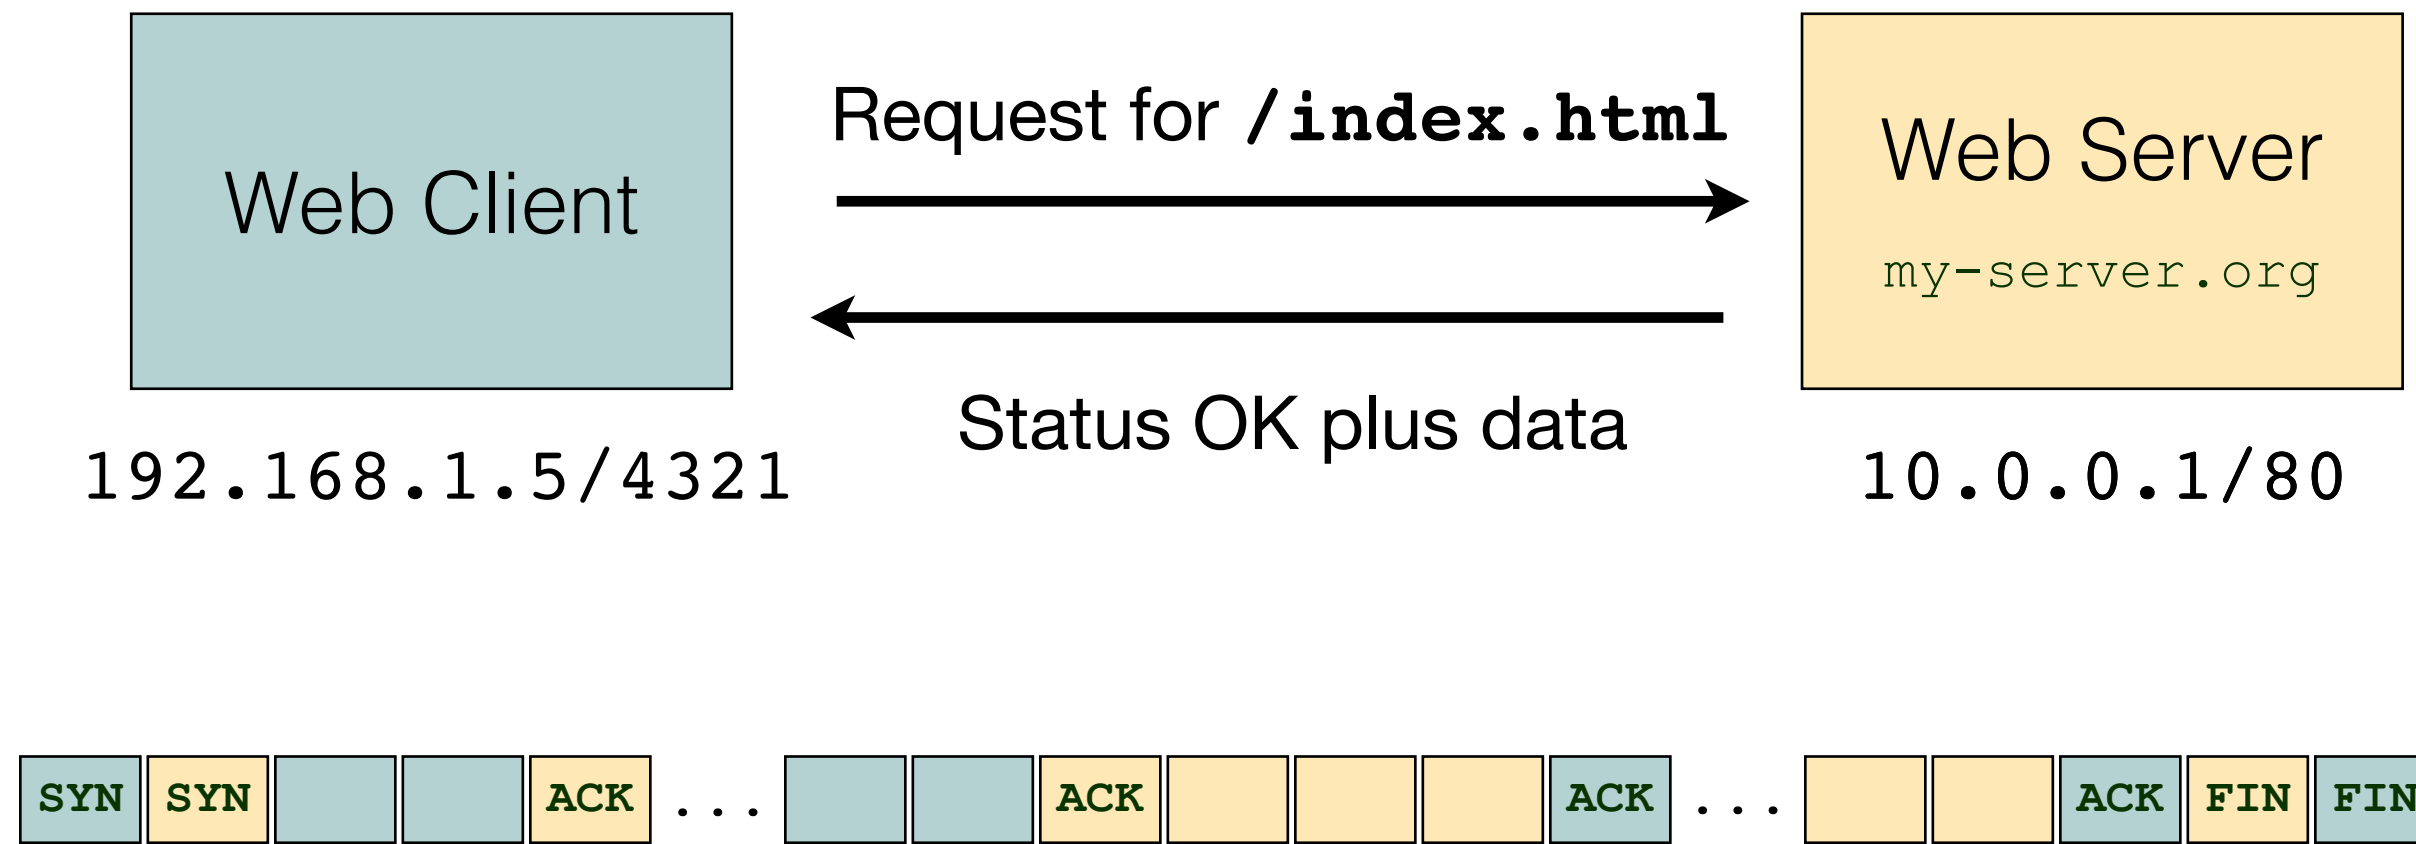 Web Client
Request for /index.html
Web Server
my-server.org
Status OK plus data
192.168.1.5/4321
10.0.0.1/80
SYN SYN ACK ... ACK ACK ... ACK FIN FIN